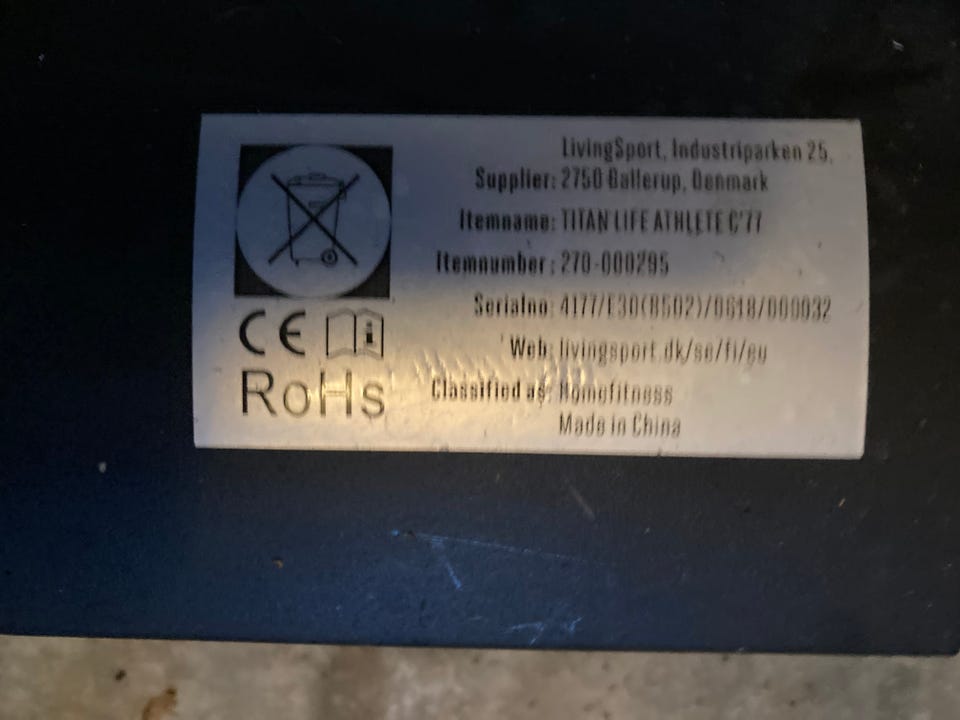 LivingSport, Industriparken 25,
Supplier: 2750 Ballerup, Denmark
Itemname: TITAN LIFE ATHLETE C'77
Itemnumber: 270-000295
Serialno: 4177/E30(8502)/0618/000032
Web: livingsport.dk/se/fi/eu
Classified as: Homefitness
Made in China
CE
RoHs